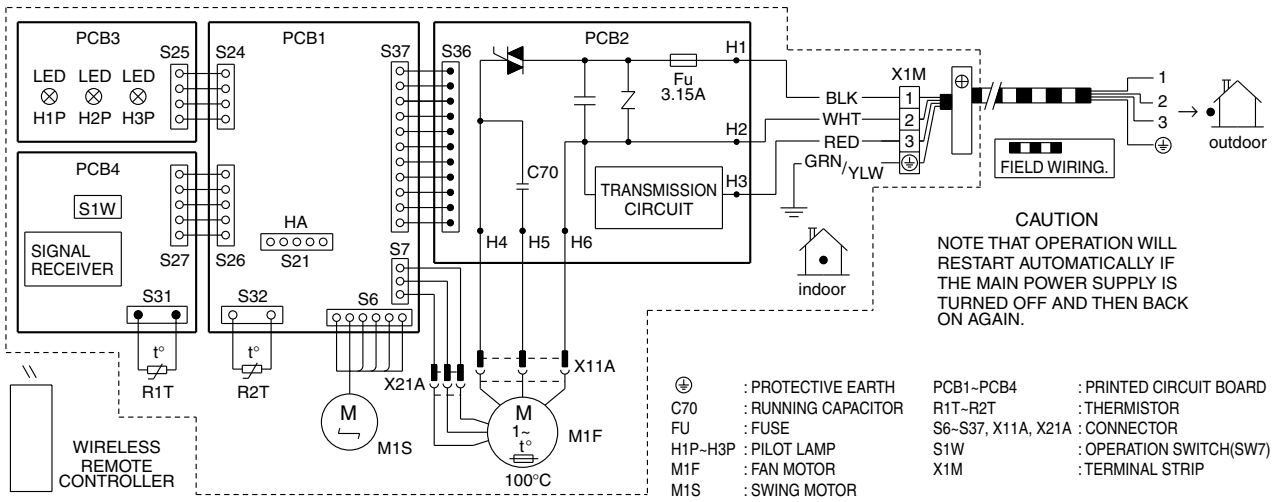 PCB3
S25
S24
PCB1
S37
S36
PCB2
H1
LED LED LED
H1P H2P H3P
Fu
3.15A
X1M
BLK
1
WHT
2
RED
3
GRN/YLW
H2
H3
1
2
3
outdoor
FIELD WIRING.
PCB4
S1W
SIGNAL
RECEIVER
S27
S26
HA
S21
C70
TRANSMISSION
CIRCUIT
H4
H5
H6
S7
S31
S32
S6
indoor
CAUTION
NOTE THAT OPERATION WILL
RESTART AUTOMATICALLY IF
THE MAIN POWER SUPPLY IS
TURNED OFF AND THEN BACK
ON AGAIN.
t°
R1T
t°
R2T
X21A
X11A
M
M1S
M
1~
t°
M1F
100°C
WIRELESS
REMOTE
CONTROLLER
: PROTECTIVE EARTH
C70 : RUNNING CAPACITOR
FU : FUSE
H1P~H3P : PILOT LAMP
M1F : FAN MOTOR
M1S : SWING MOTOR
PCB1~PCB4 : PRINTED CIRCUIT BOARD
R1T~R2T : THERMISTOR
S6~S37, X11A, X21A : CONNECTOR
S1W : OPERATION SWITCH(SW7)
X1M : TERMINAL STRIP